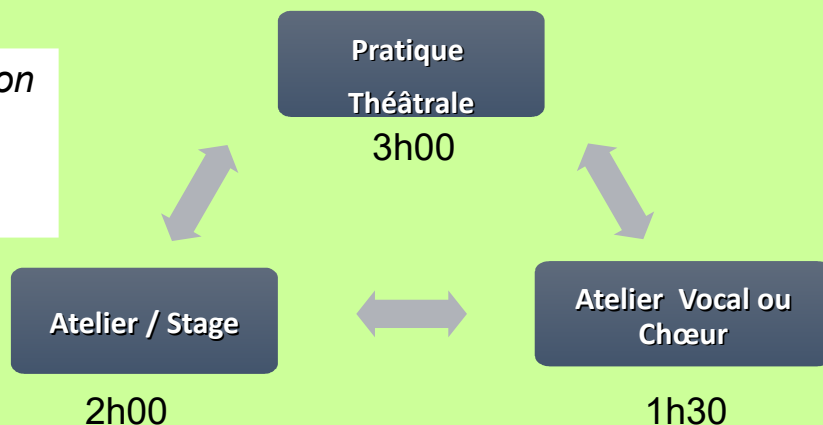 on
Pratique
Théâtrale
3h00
Atelier / Stage
Atelier Vocal ou
Chœur
2h00
1h30